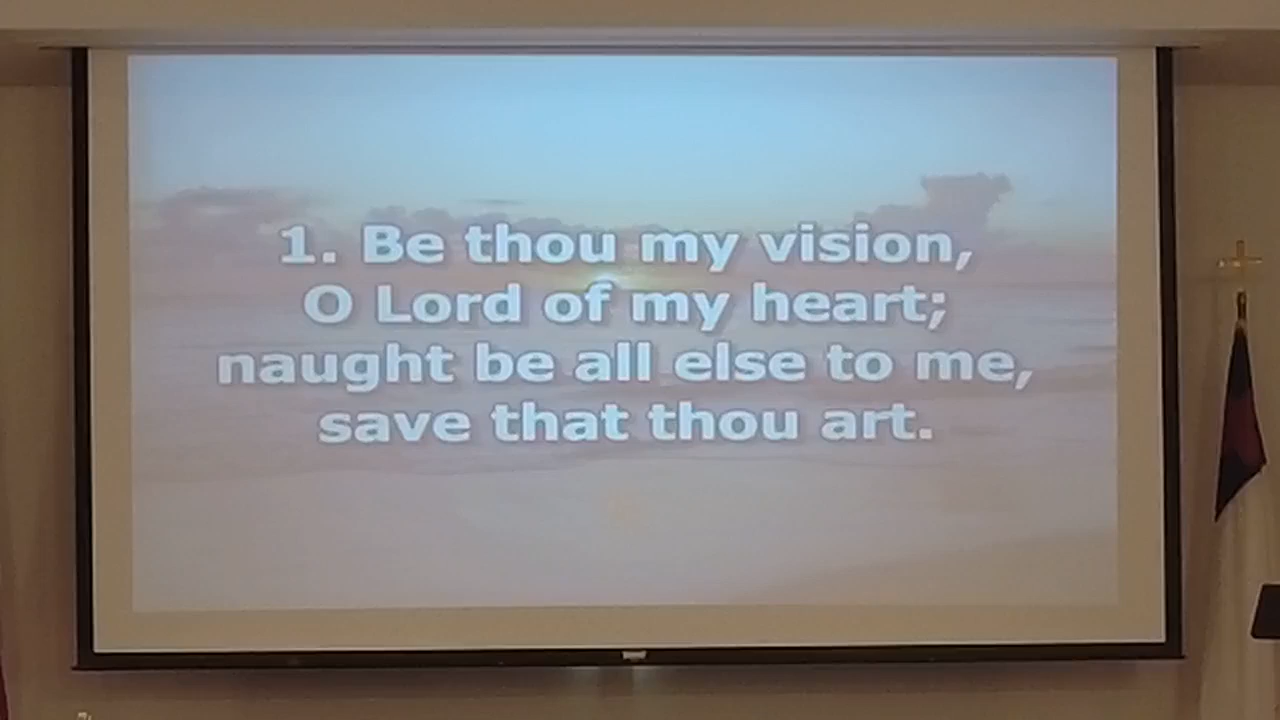 1. Be thou my vision,
O Lord of my heart;
naught be all else to me,
save that thou art.